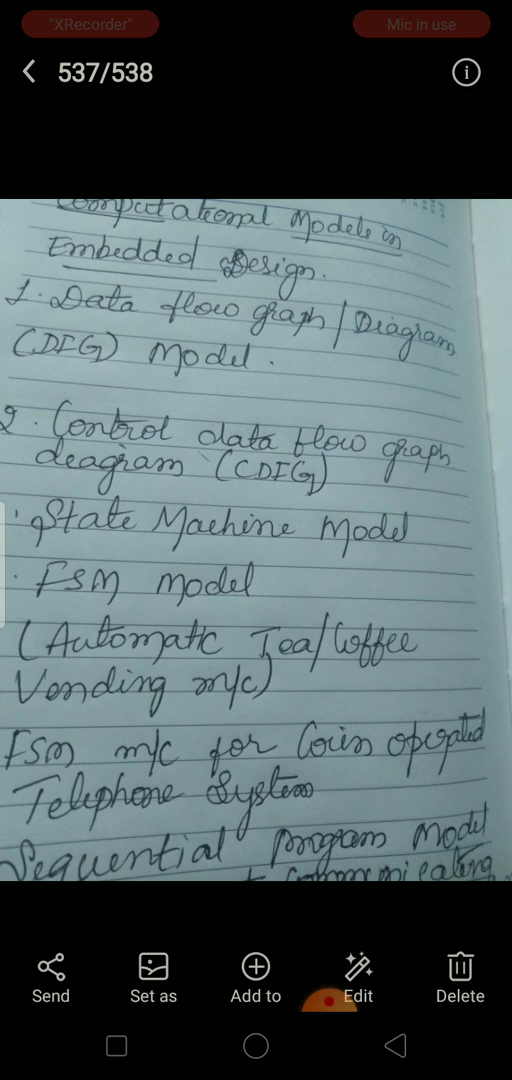 "XRecorder"
Mic in use
537/538
Computational Models in
Embedded Design.
1. Data flow graph/Diagram
(DFG) Model.
2. Control data flow graph
deagram (CDFG)
State Machine Model
FSM Model
(Automatic Tea/Coffee
Vending m/c)
FSM m/c for Coin operated
Telephone System
Sequential program Model
communicating
Send
Set as
Add to
Edit
Delete